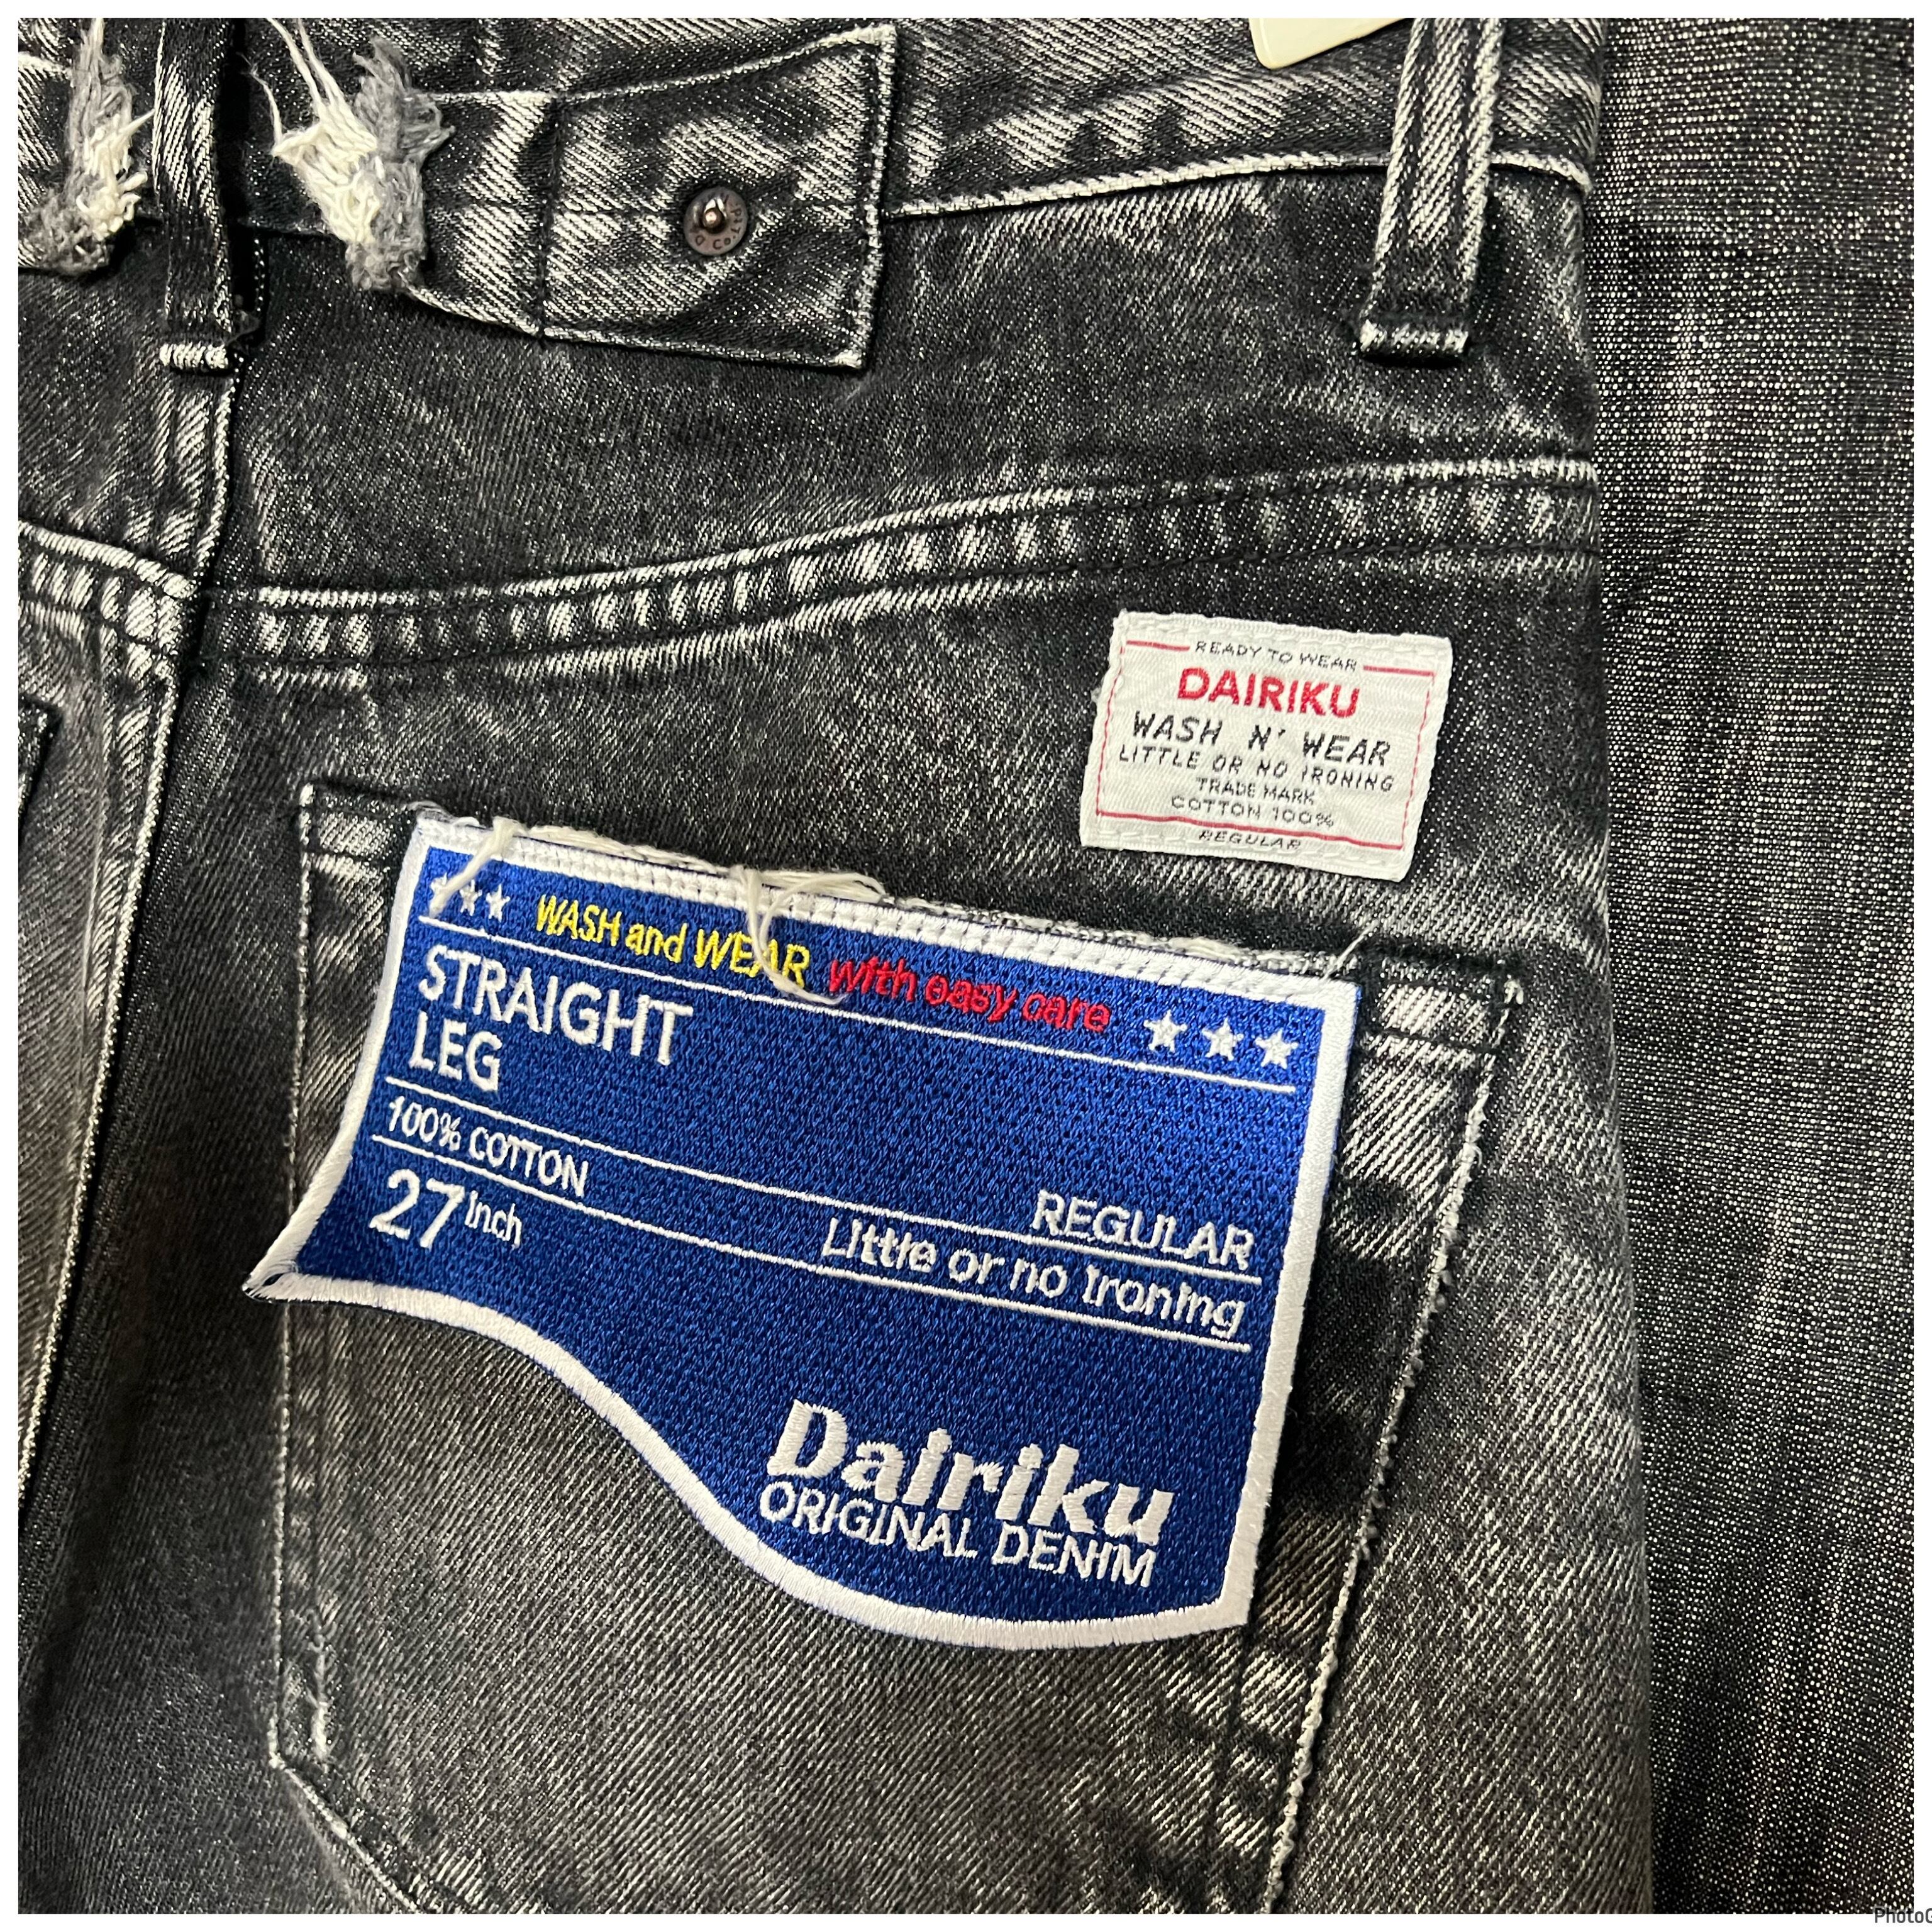 READY TO WEAR
DAIRIKU
WASH N' WEAR
LITTLE OR NO IRONING
TRADE MARK
COTTON 100%
REGULAR
WASH and WEAR with easy care
STRAIGHT
LEG
100% COTTON
REGULAR
27 inch
Little or no Ironing
Dairiku
ORIGINAL DENIM